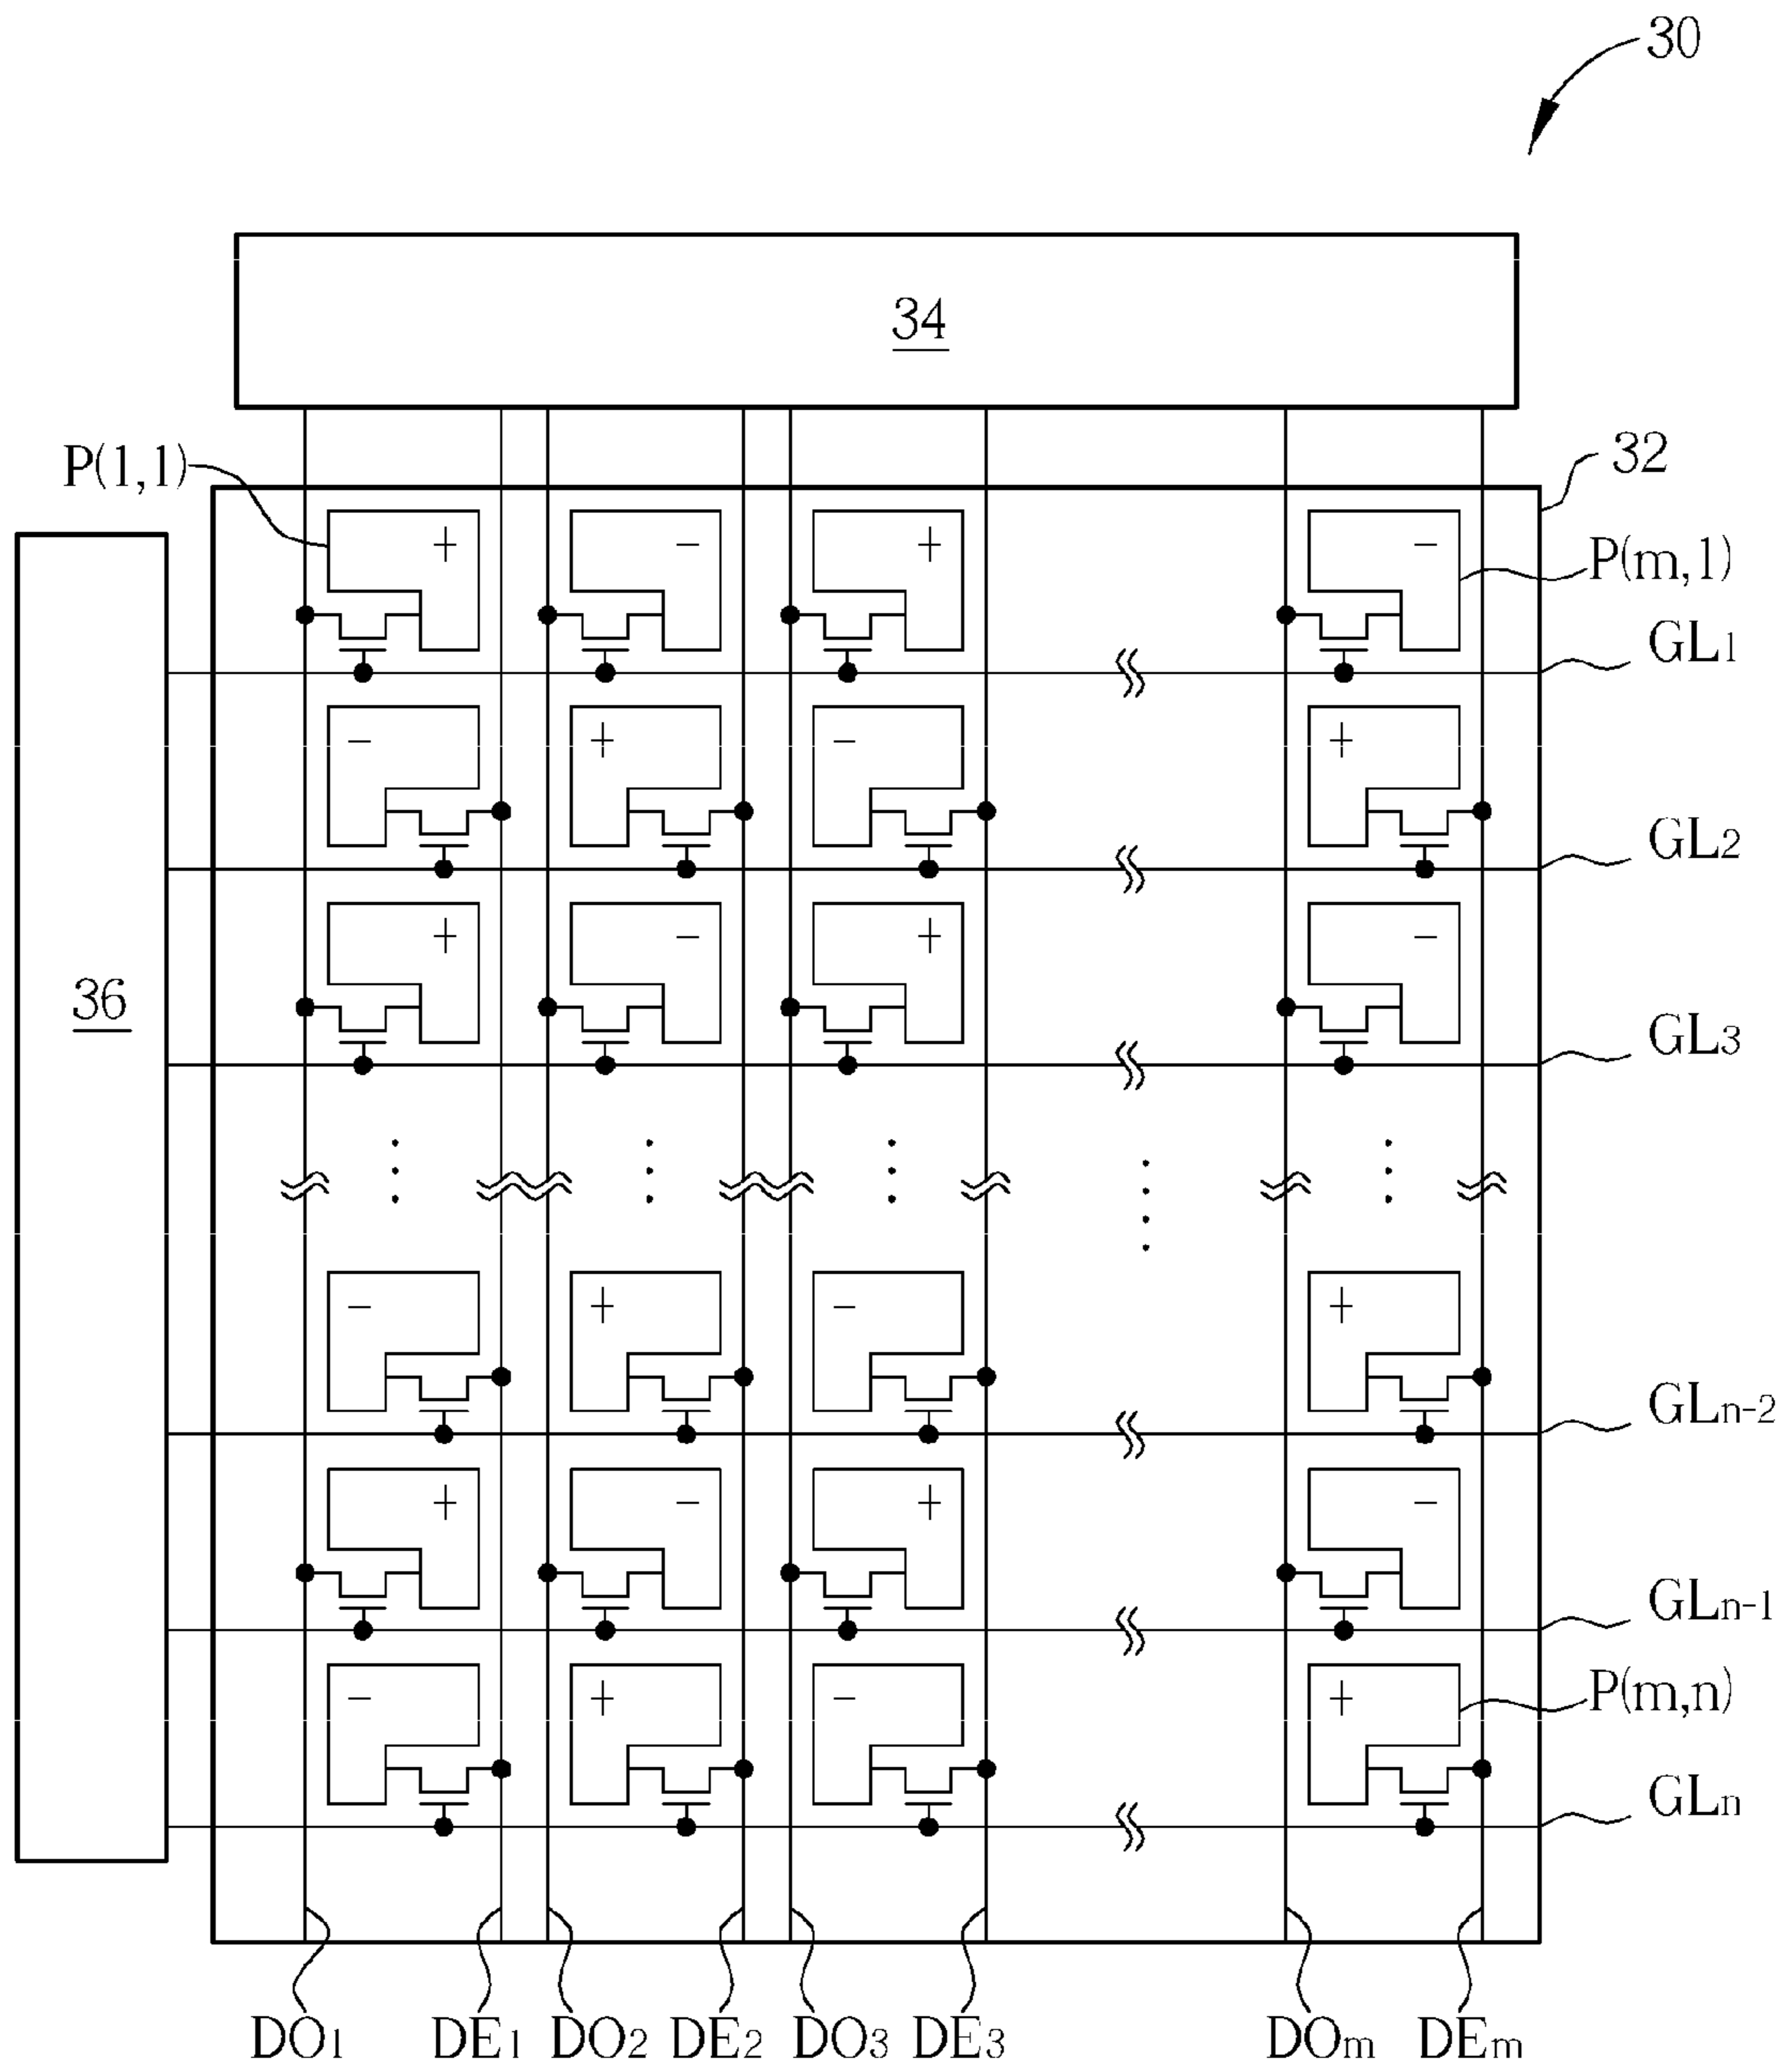 30
34
P(1,1)
32
+ - + -
P(m,1)
GL1
- + - +
GL2
+ - + -
36
GL3
- + - +
GLn-2
+ - + -
GLn-1
- + - +
P(m,n)
GLn
DO1 DE1 DO2 DE2 DO3 DE3 DOm DEm